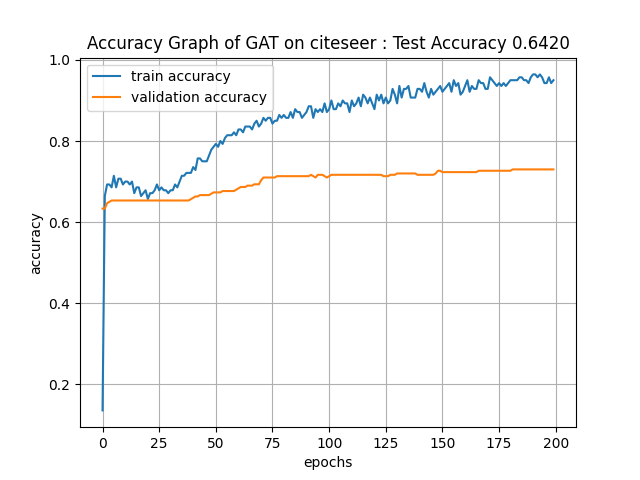 Accuracy Graph of GAT on citeseer : Test Accuracy 0.6420
train accuracy
validation accuracy
1.0
0.8
0.6
0.4
0.2
accuracy
0 25 50 75 100 125 150 175 200
epochs